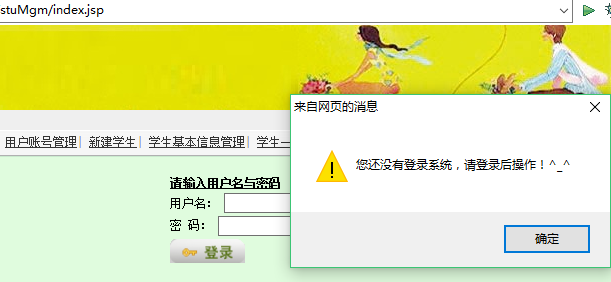 stuMgm/index.jsp
来自网页的消息
用户账号管理 | 新建学生 | 学生基本信息管理 | 学生一
您还没有登录系统，请登录后操作！^_^
请输入用户名与密码
用户名：
密 码：
登录
确定